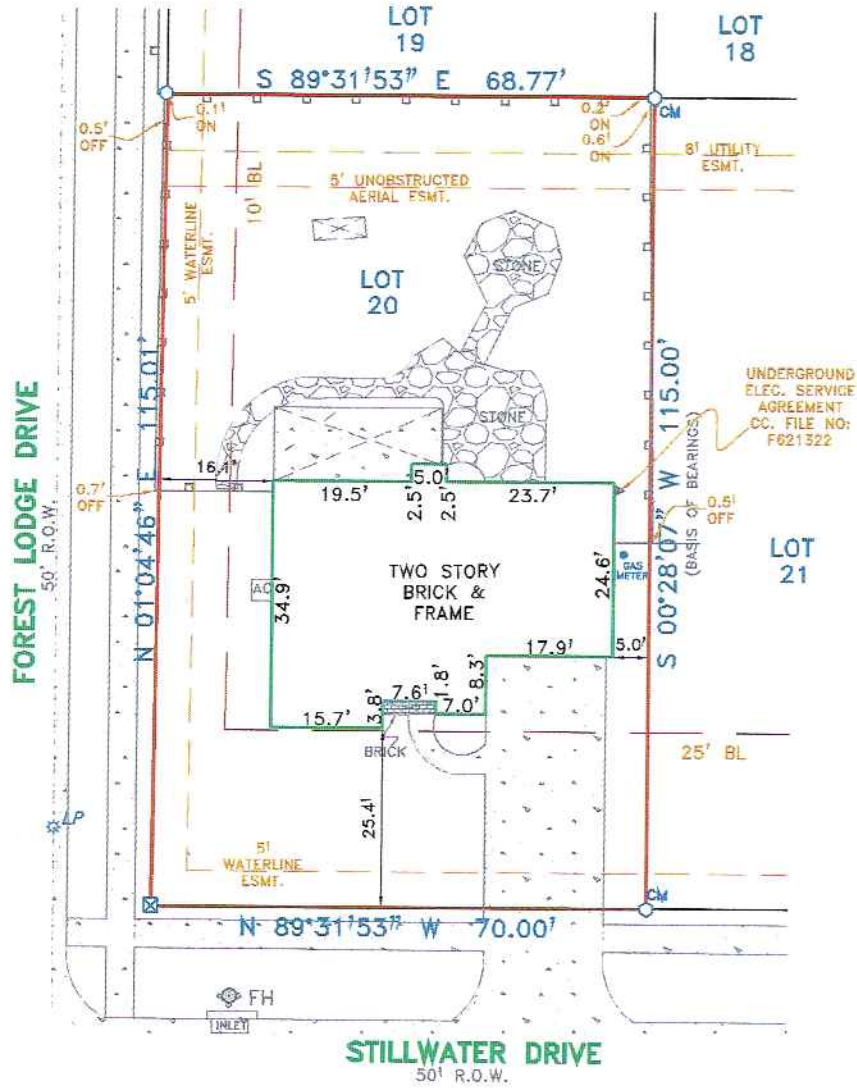 LOT
19
LOT
18
S 89°31'53" E 68.77'
0.1'
ON
0.2'
ON
CM
0.5'
OFF
0.6'
ON
8' UTILITY
ESMT.
5' UNOBSTRUCTED
AERIAL ESMT.
10' BL
5' WATERLINE
ESMT.
STONE
LOT
20
N 01°04'46" E 115.01'
S 00°28'07" W 115.00'
(BASIS OF BEARINGS)
UNDERGROUND
ELEC. SERVICE
AGREEMENT
CC. FILE NO:
F621322
FOREST LODGE DRIVE
50' R.O.W.
STONE
16.1'
5.0'
0.7'
OFF
19.5'
2.5'
2.5'
23.7'
0.5'
OFF
TWO STORY
BRICK &
FRAME
GAS
METER
LOT
21
AC
34.9'
24.6'
17.9'
5.0'
7.6'
1.8'
8.3'
15.7'
3.8'
7.0'
BRICK
25' BL
25.4'
LP
5'
WATERLINE
ESMT.
CM
N 89°31'53" W 70.00'
FH
INLET
STILLWATER DRIVE
50' R.O.W.